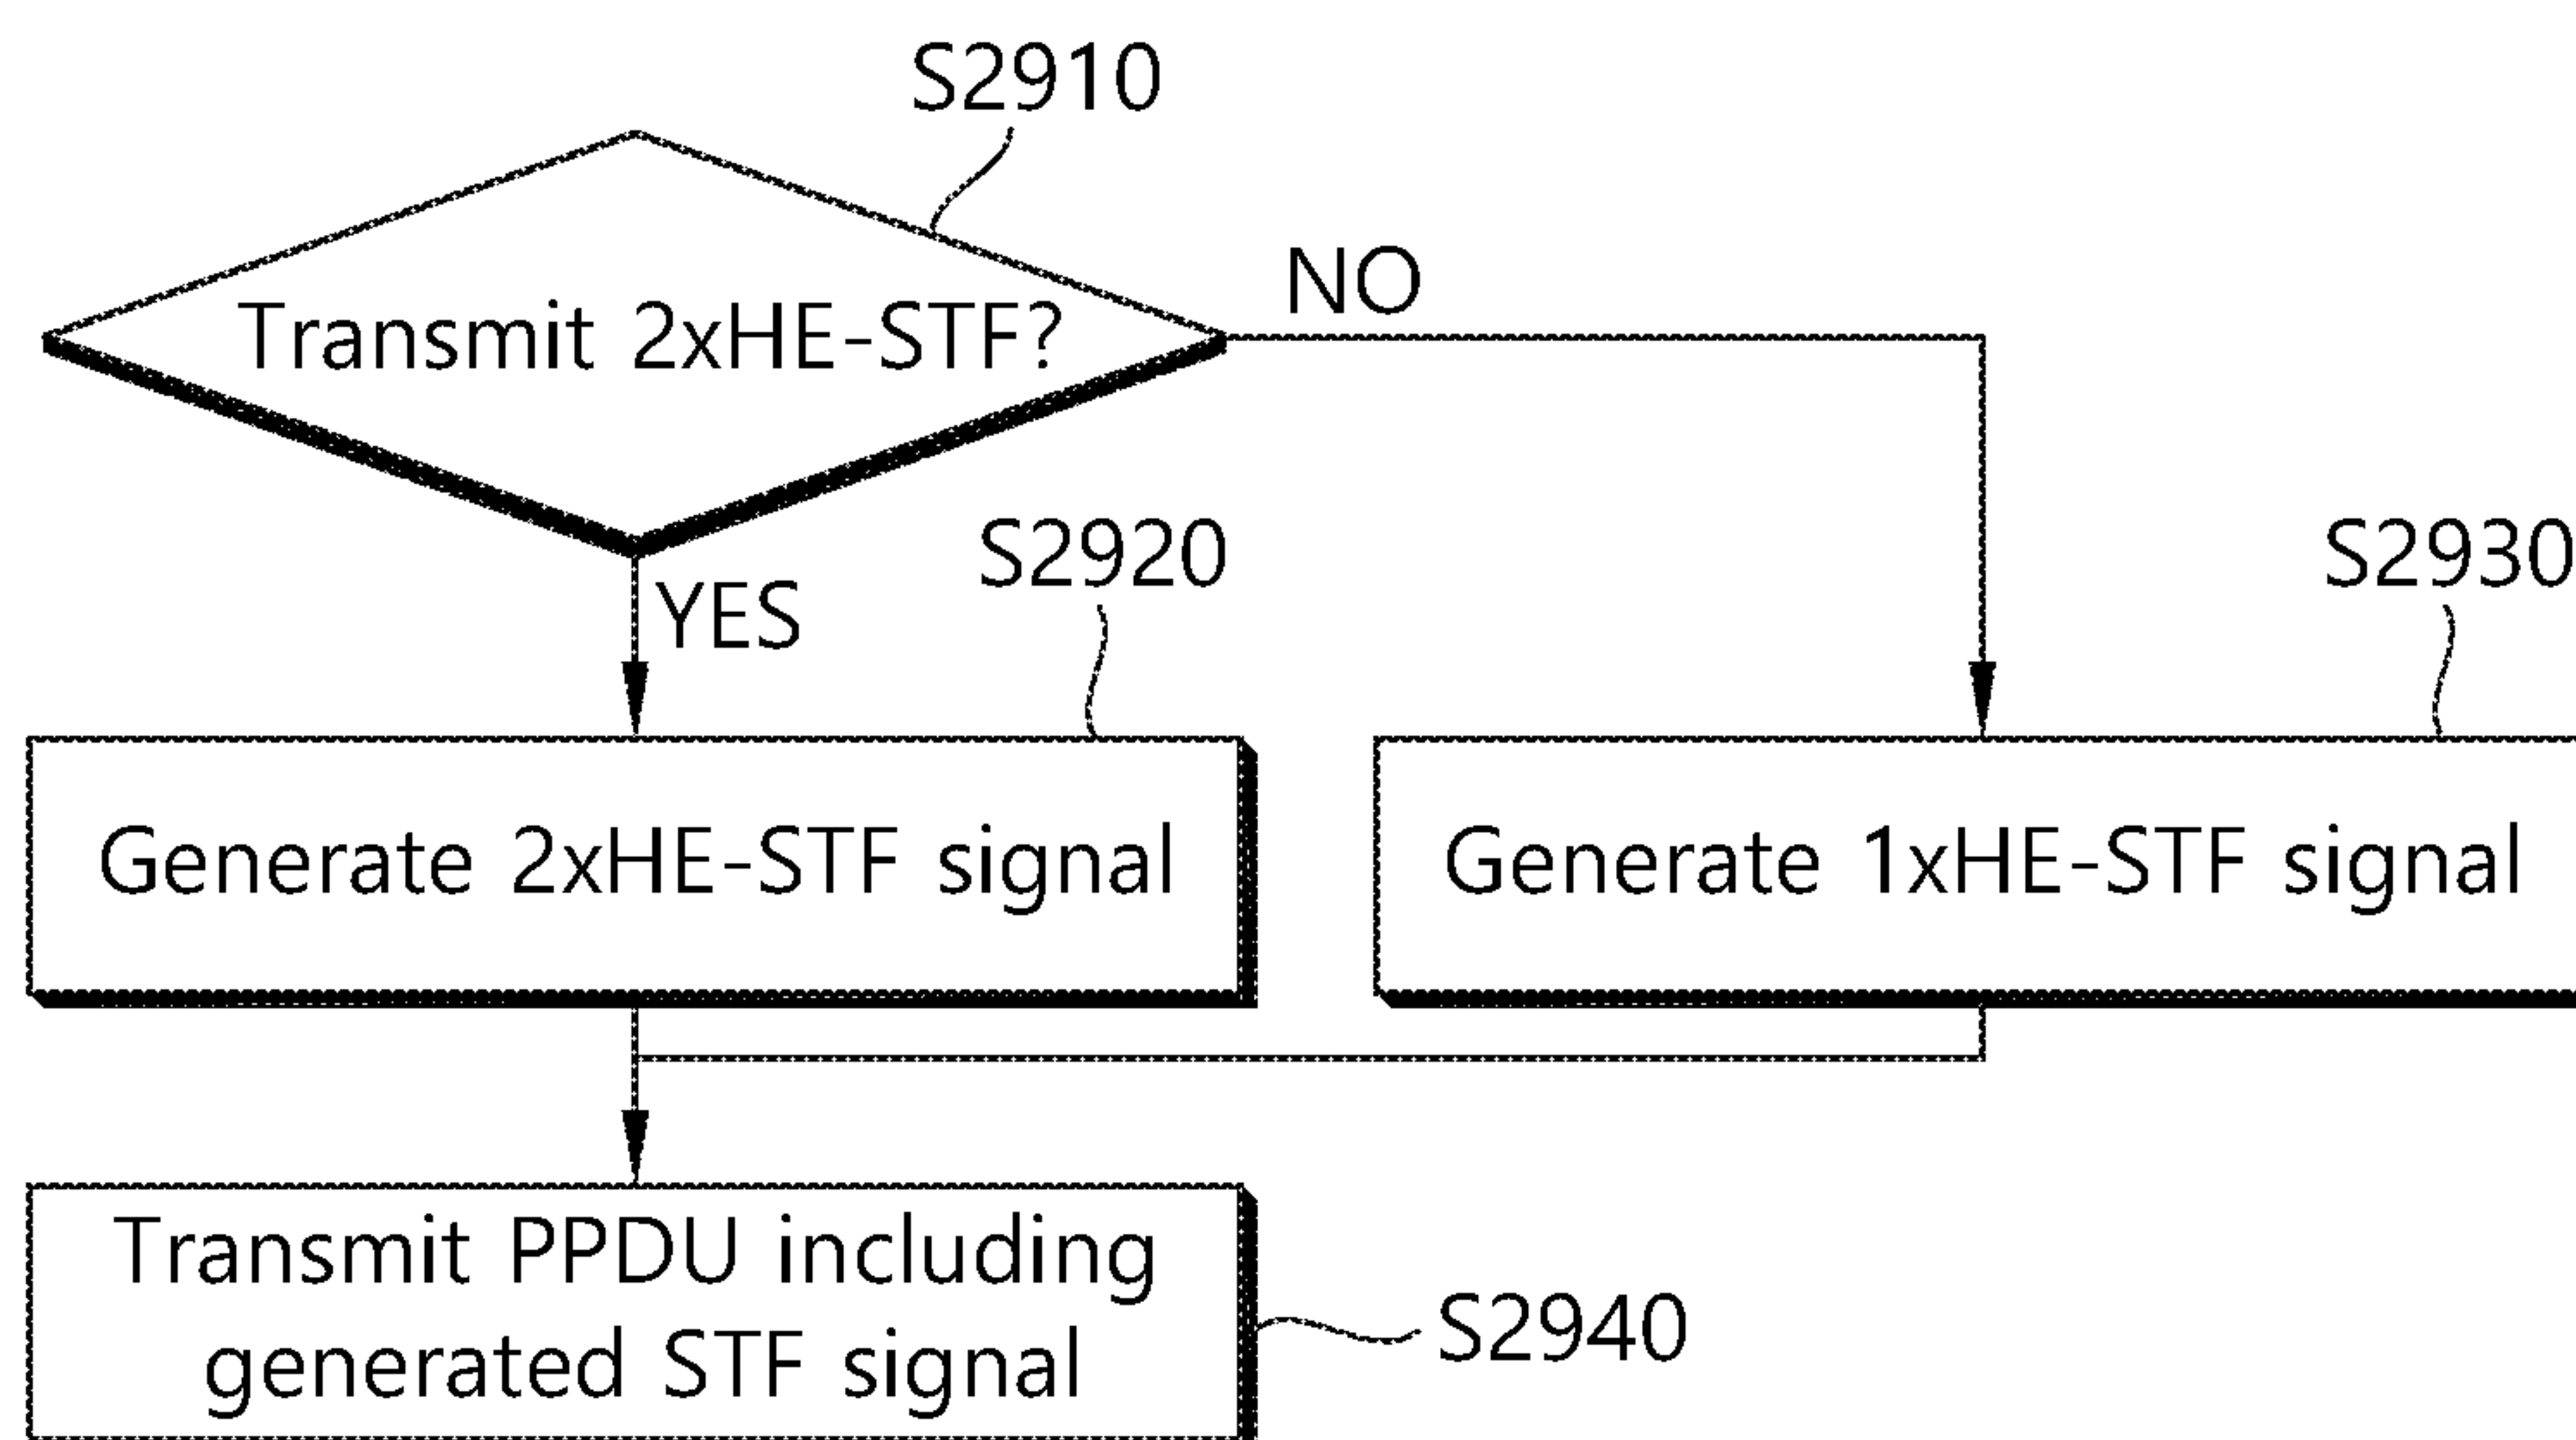 S2910
Transmit 2xHE-STF?
NO
YES
S2920
S2930
Generate 2xHE-STF signal
Generate 1xHE-STF signal
Transmit PPDU including
generated STF signal
S2940